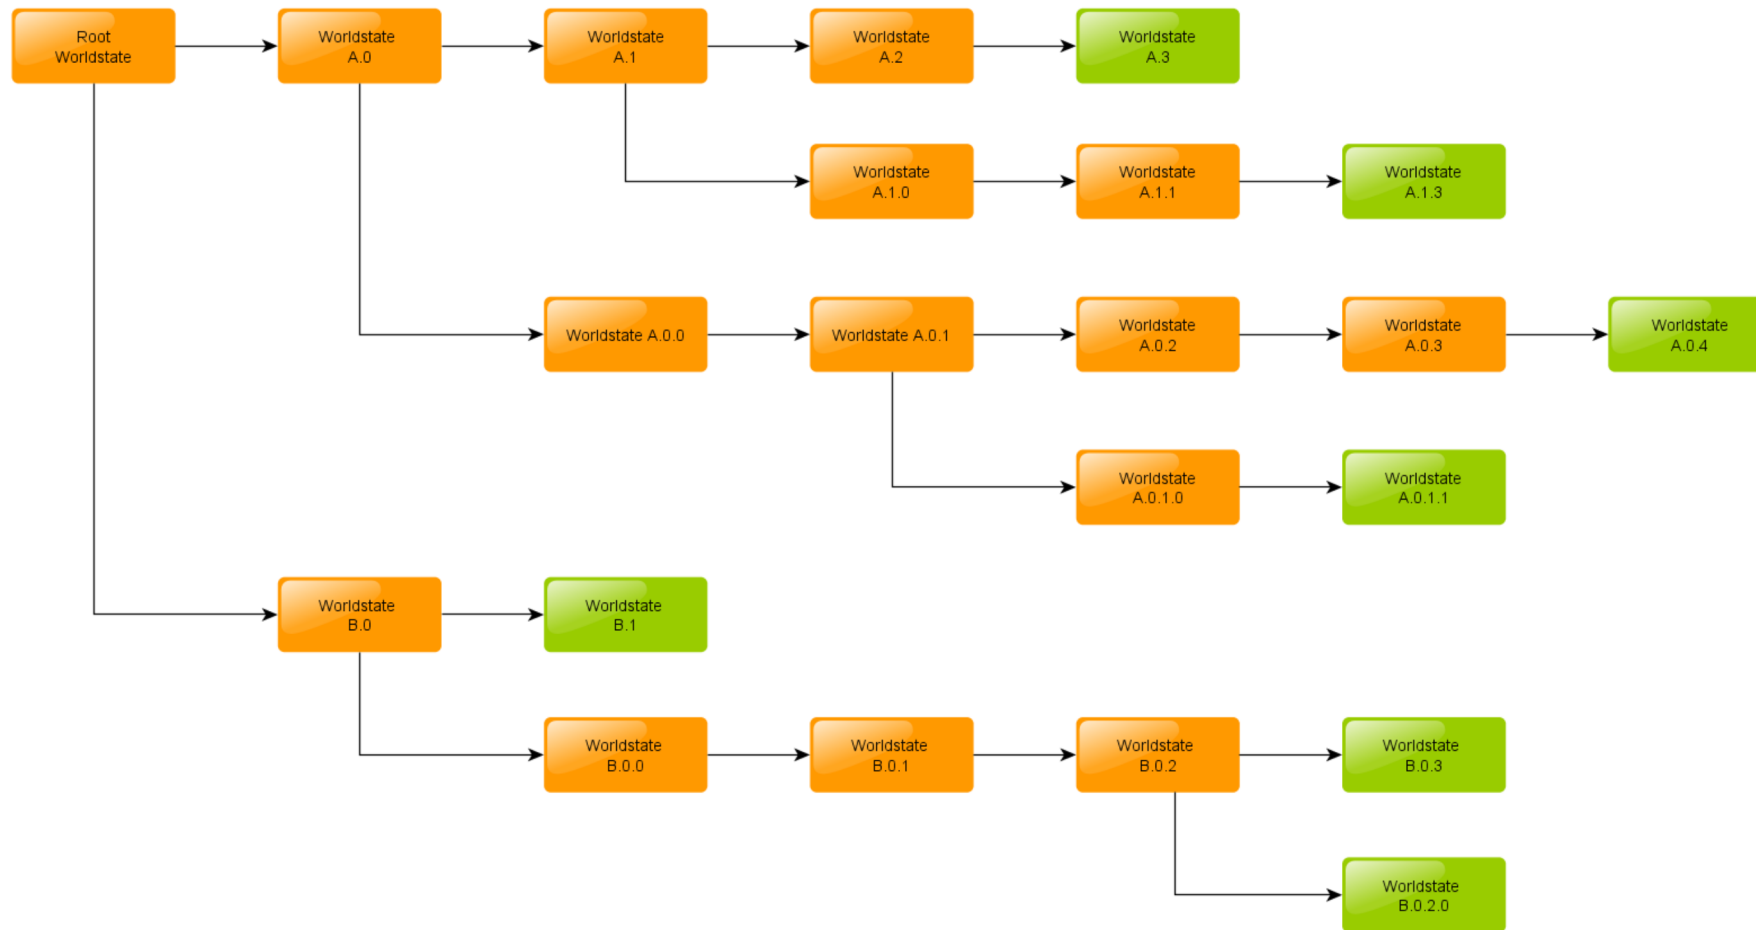 Root
Worldstate
Worldstate
A.0
Worldstate
A.1
Worldstate
A.2
Worldstate
A.3
Worldstate
A.1.0
Worldstate
A.1.1
Worldstate
A.1.3
Worldstate A.0.0
Worldstate A.0.1
Worldstate
A.0.2
Worldstate
A.0.3
Worldstate
A.0.4
Worldstate
A.0.1.0
Worldstate
A.0.1.1
Worldstate
B.0
Worldstate
B.1
Worldstate
B.0.0
Worldstate
B.0.1
Worldstate
B.0.2
Worldstate
B.0.3
Worldstate
B.0.2.0